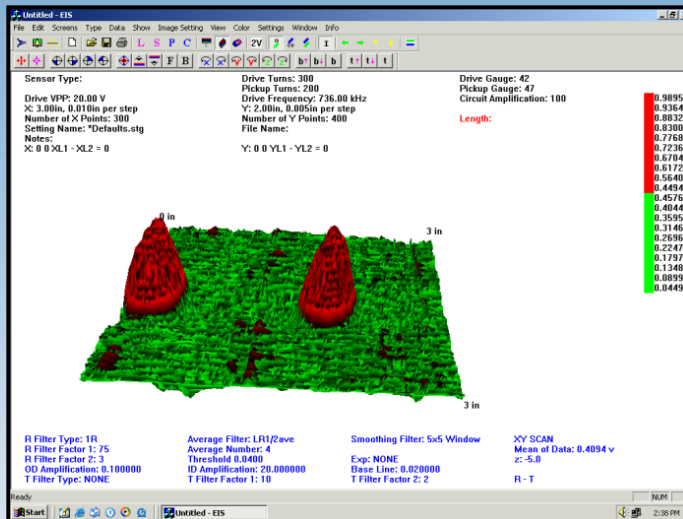 Untitled - EIS
File Edit Screens Type Data Show Image Setting View Color Settings Window Info
L S P C 2V I
F B b↑ b↓ b t↑ t↓ t
Sensor Type:
Drive VPP: 20.00 V
X: 3.00in, 0.010in per step
Number of X Points: 300
Setting Name: *Defaults.stg
Notes:
X: 0 0 XL1 - XL2 = 0
Drive Turns: 300
Pickup Turns: 200
Drive Frequency: 736.00 kHz
Y: 2.00in, 0.005in per step
Number of Y Points: 400
File Name:
Y: 0 0 YL1 - YL2 = 0
Drive Gauge: 42
Pickup Gauge: 47
Circuit Amplification: 100
Length:
0.9895
0.9364
0.8832
0.8300
0.7768
0.7236
0.6704
0.6172
0.5640
0.4494
0.4576
0.4044
0.3595
0.3146
0.2696
0.2247
0.1797
0.1348
0.0899
0.0449
0 in
3 in
3 in
R Filter Type: 1R
R Filter Factor 1: 75
R Filter Factor 2: 3
OD Amplification: 0.100000
T Filter Type: NONE
Average Filter: LR1/2ave
Average Number: 4
Threshold 0.0400
ID Amplification: 20.000000
T Filter Factor 1: 10
Smoothing Filter: 5x5 Window
Exp: NONE
Base Line: 0.020000
T Filter Factor 2: 2
XY SCAN
Mean of Data: 0.4094 v
z: -5.0
R - T
Ready
NUM
Start
Untitled - EIS
2:38 PM